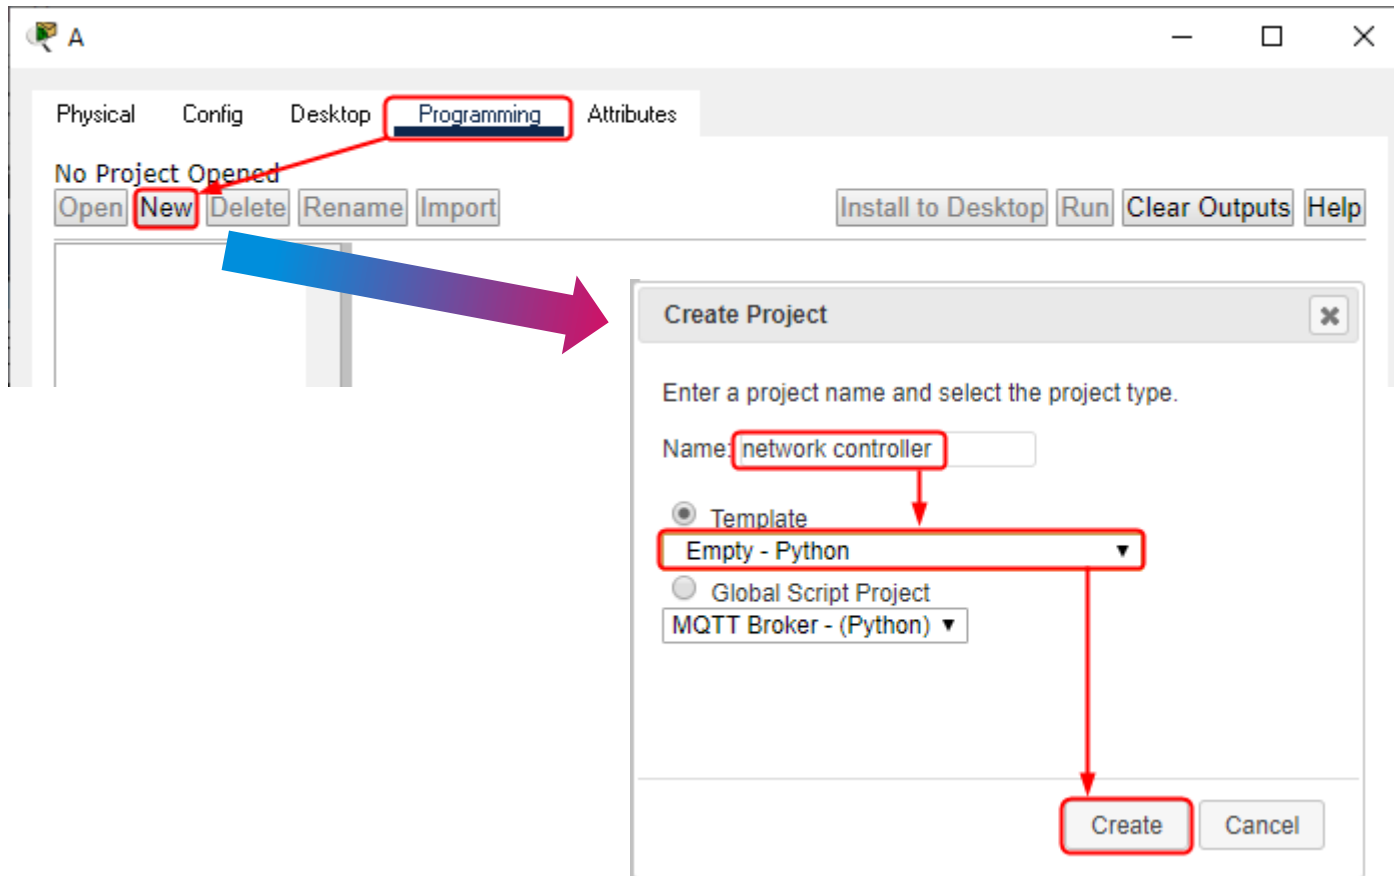 A
Physical Config Desktop Programming Attributes
No Project Opened
Open New Delete Rename Import Install to Desktop Run Clear Outputs Help
Create Project
Enter a project name and select the project type.
Name: network controller
Template
Empty - Python
Global Script Project
MQTT Broker - (Python)
Create Cancel